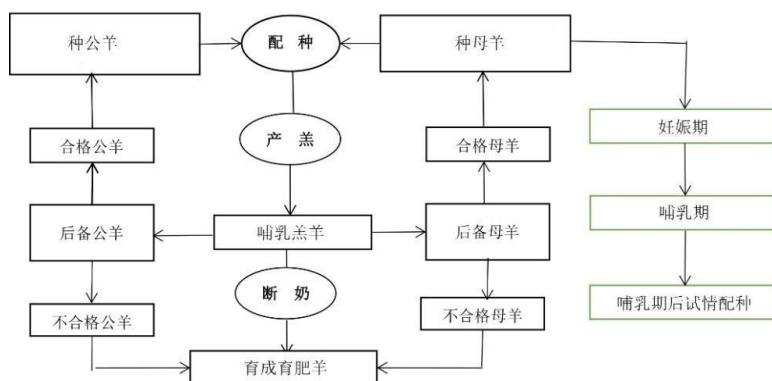 种公羊
配 种
种母羊
妊娠期
产 羔
合格公羊
合格母羊
哺乳期
后备公羊
哺乳羔羊
后备母羊
断 奶
哺乳期后试情配种
不合格公羊
不合格母羊
育成育肥羊